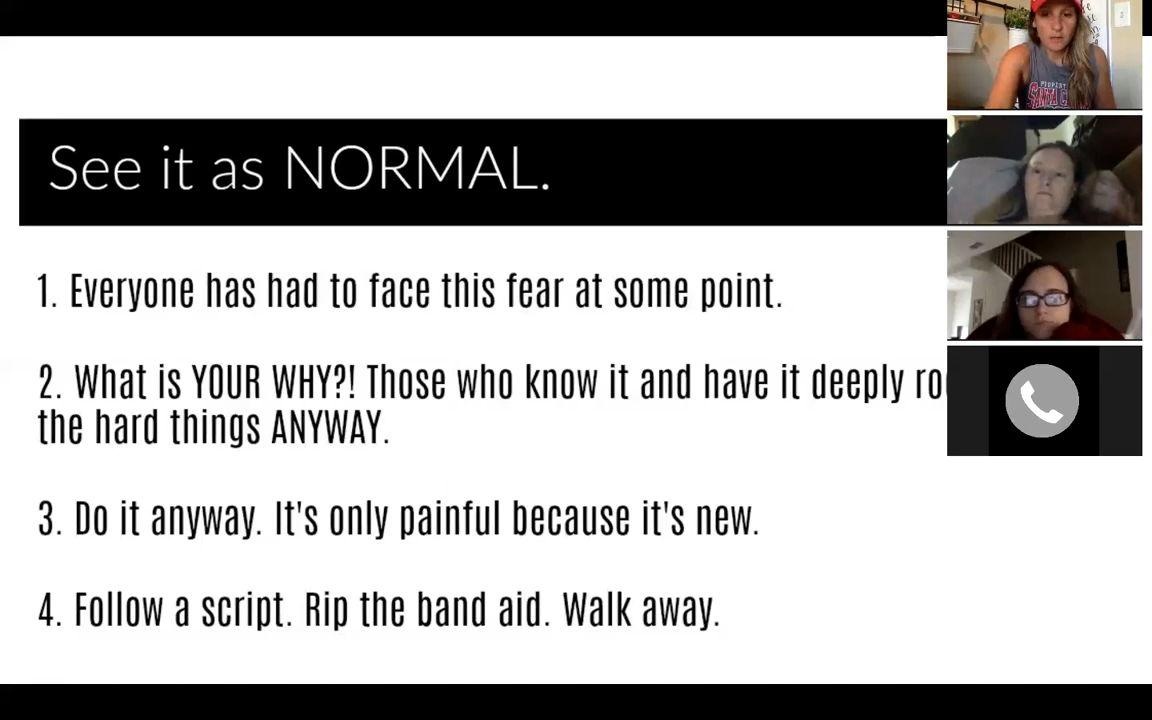 See it as NORMAL.
1. Everyone has had to face this fear at some point.
2. What is YOUR WHY?! Those who know it and have it deeply
the hard things ANYWAY.
3. Do it anyway. It's only painful because it's new.
4. Follow a script. Rip the band aid. Walk away.
SANTA